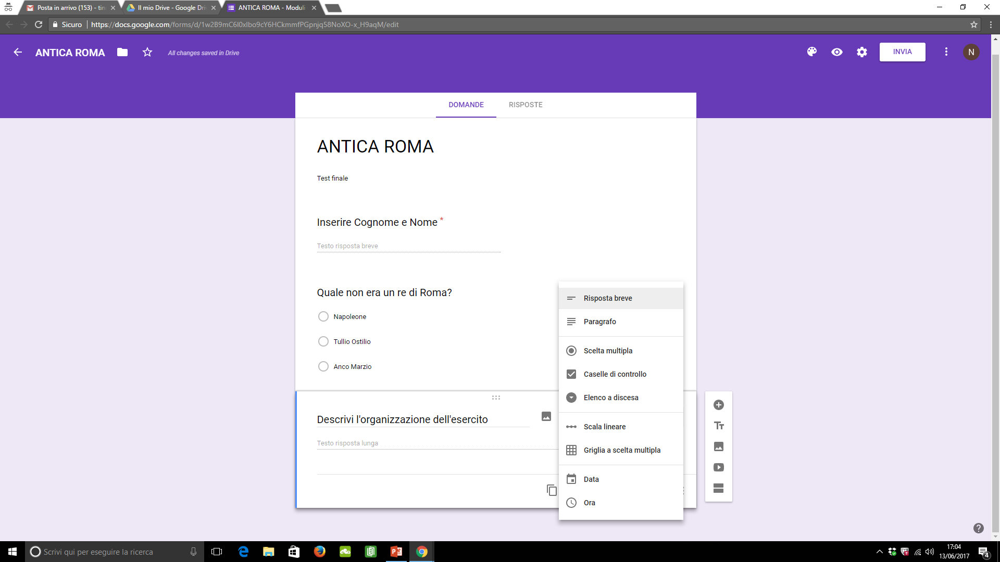 Posta in arrivo (153) - tin
Il mio Drive - Google Dri
ANTICA ROMA - Moduli
Sicuro
https://docs.google.com/forms/d/1w2B9mC6l0xIbo9cY6HCkmmfPGpnjq58NoXO-x_H9aqM/edit
ANTICA ROMA
All changes saved in Drive
INVIA
N
DOMANDE
RISPOSTE
ANTICA ROMA
Test finale
Inserire Cognome e Nome *
Testo risposta breve
Quale non era un re di Roma?
Napoleone
Tullio Ostilio
Anco Marzio
Descrivi l'organizzazione dell'esercito
Testo risposta lunga
Risposta breve
Paragrafo
Scelta multipla
Caselle di controllo
Elenco a discesa
Scala lineare
Griglia a scelta multipla
Data
Ora
Scrivi qui per eseguire la ricerca
17:04
13/06/2017
4